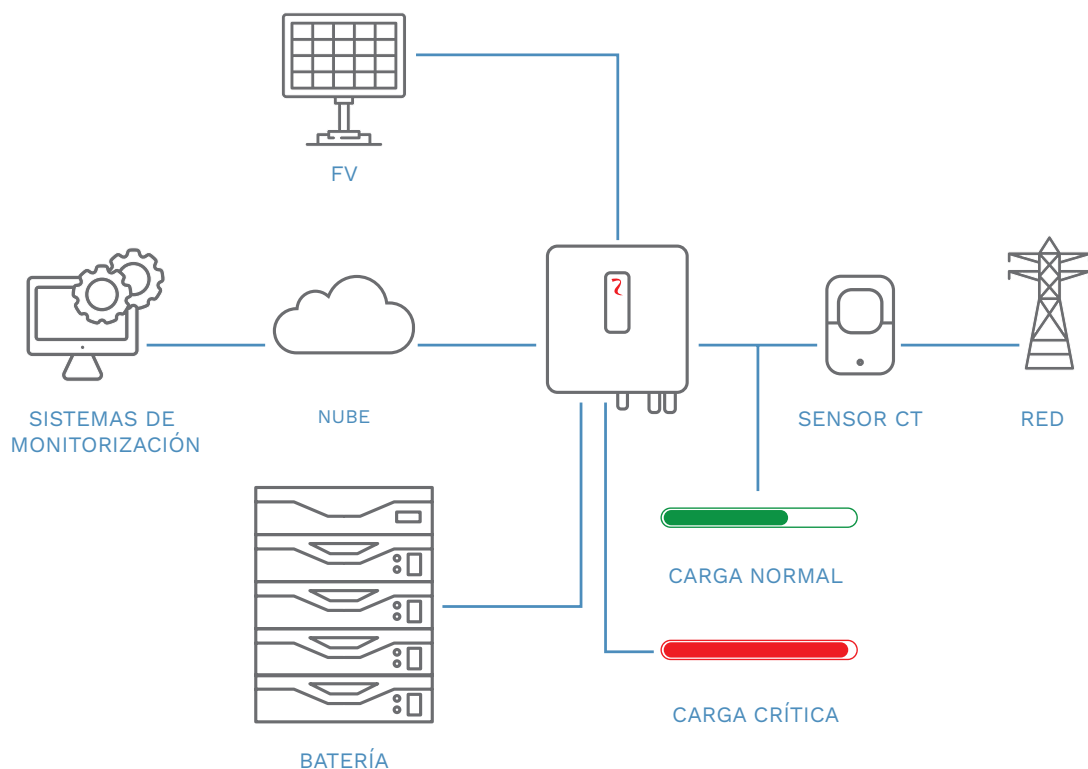 FV
SISTEMAS DE
MONITORIZACIÓN
NUBE
SENSOR CT
RED
CARGA NORMAL
CARGA CRÍTICA
BATERÍA